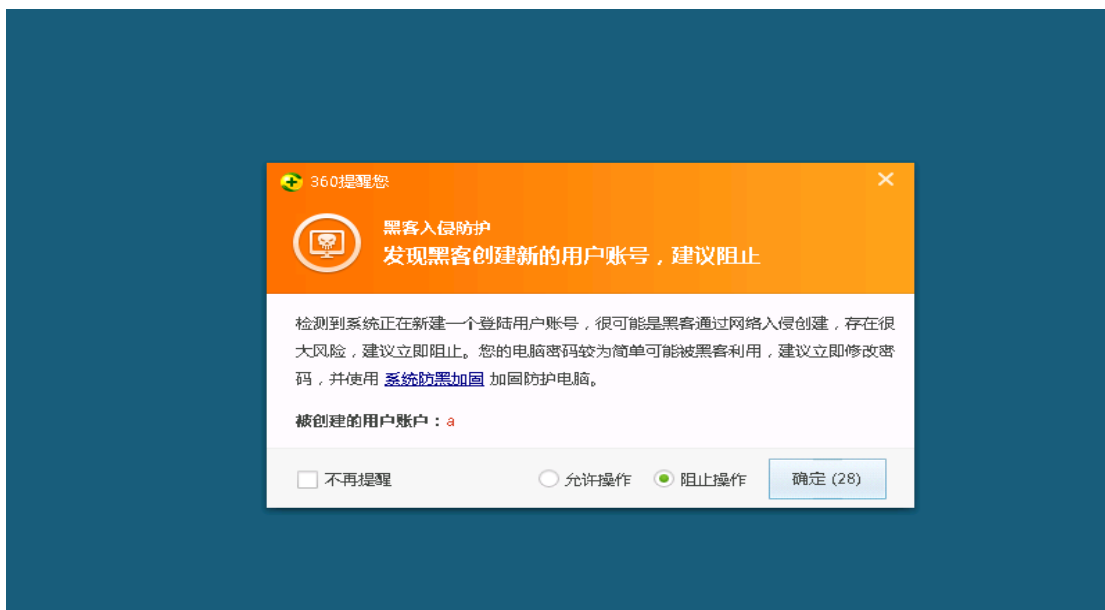 360提醒您
黑客入侵防护
发现黑客创建新的用户账号，建议阻止
检测到系统正在新建一个登陆用户账号，很可能是黑客通过网络入侵创建，存在很
大风险，建议立即阻止。您的电脑密码较为简单可能被黑客利用，建议立即修改密
码，并使用 系统防黑加固 加固防护电脑。
被创建的用户账户：a
不再提醒 允许操作 阻止操作 确定 (28)